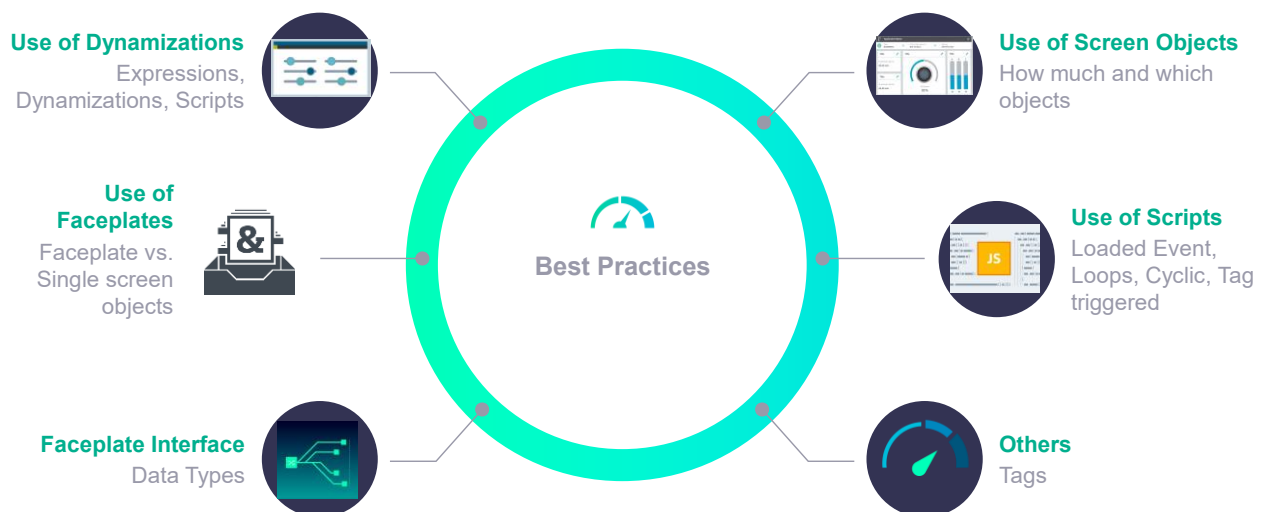 Use of Dynamizations
Expressions,
Dynamizations, Scripts
Use of
Faceplates
Faceplate vs.
Single screen
objects
&
Faceplate Interface
Data Types
Best Practices
Use of Screen Objects
How much and which
objects
Use of Scripts
Loaded Event,
Loops, Cyclic, Tag
triggered
JS
Others
Tags